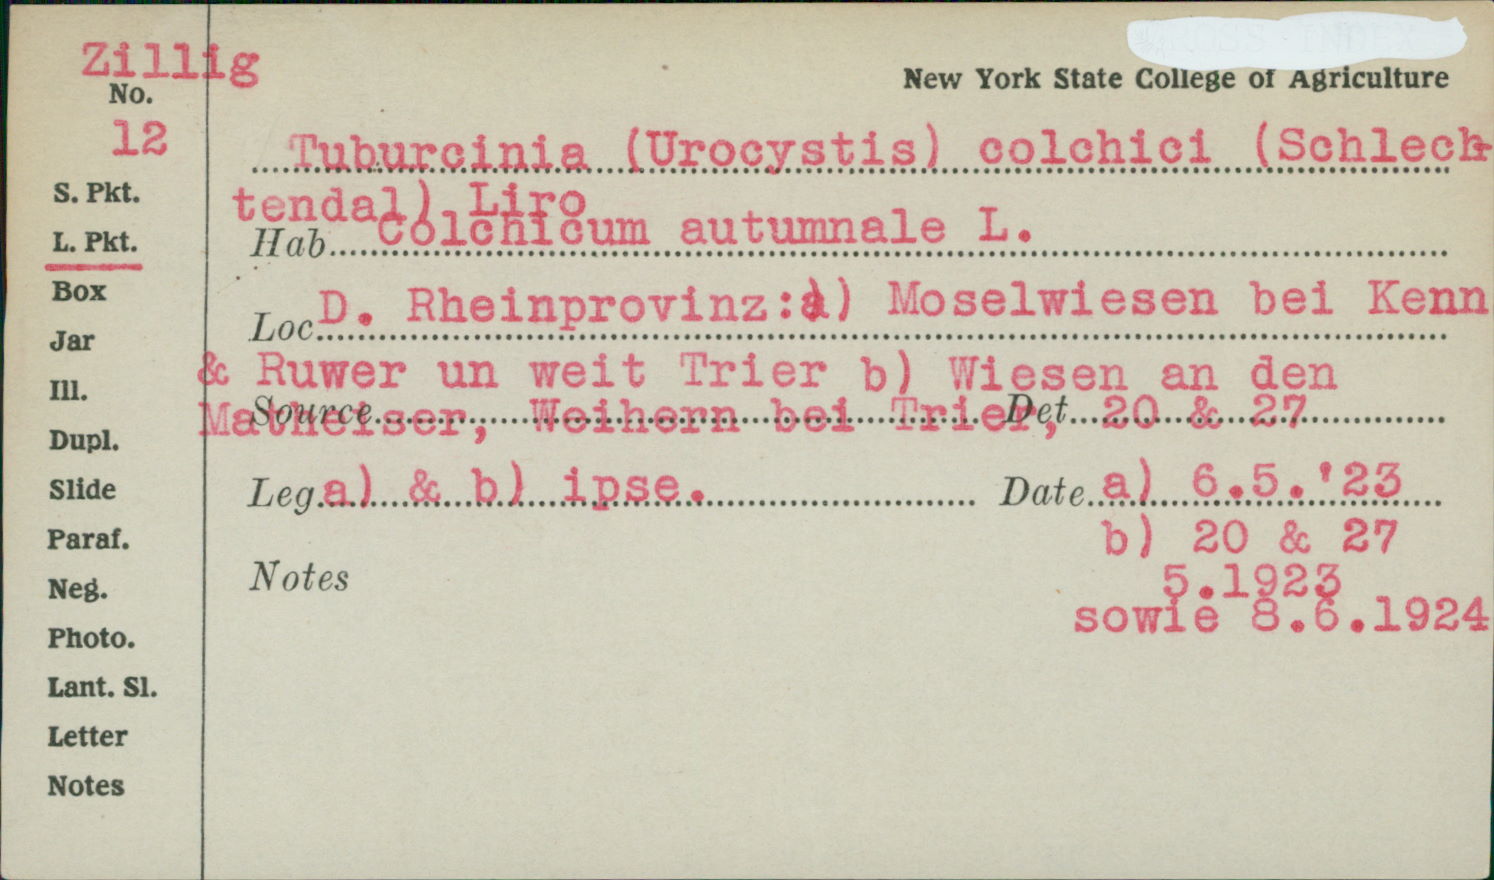 Zillig
New York State College of Agriculture
No.
12
Tuburcinia (Urocystis) colchici (Schlech-
tendal) Liro
S. Pkt.
Hab Colchicum autumnale L.
L. Pkt.
Box
Loc D. Rheinprovinz:a) Moselwiesen bei Kenn
Jar
& Ruwer un weit Trier b) Wiesen an den
Ill.
Source Matheiser, Weihern bei Trier, Det. 20 & 27
Dupl.
Slide
Leg. a) & b) ipse. Date a) 6.5.'23
Paraf.
b) 20 & 27
Neg.
Notes
5.1923
sowie 8.6.1924
Photo.
Lant. Sl.
Letter
Notes